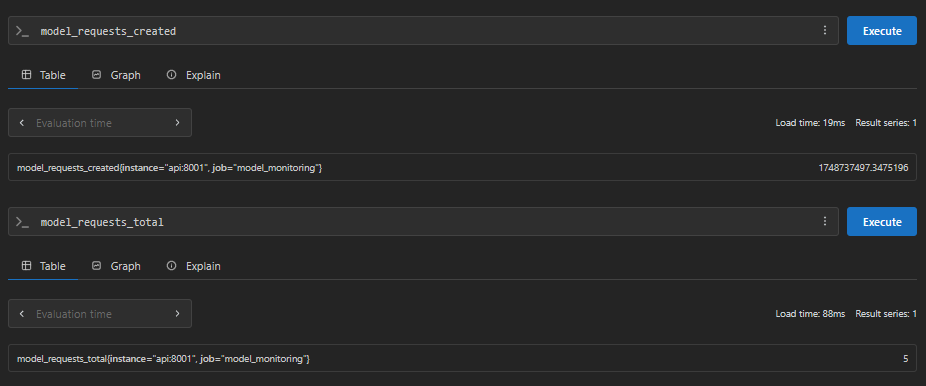 >_ model_requests_created Execute
Table Graph Explain
Evaluation time Load time: 19ms Result series: 1
model_requests_created{instance="api:8001", job="model_monitoring"} 1748737497.3475196
>_ model_requests_total Execute
Table Graph Explain
Evaluation time Load time: 88ms Result series: 1
model_requests_total{instance="api:8001", job="model_monitoring"} 5